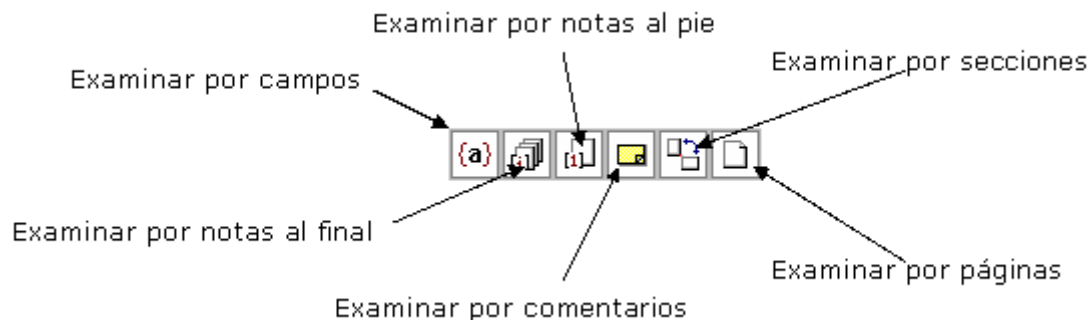 Examinar por notas al pie
Examinar por secciones
Examinar por campos
{a}
[i]
[1]
Examinar por notas al final
Examinar por páginas
Examinar por comentarios